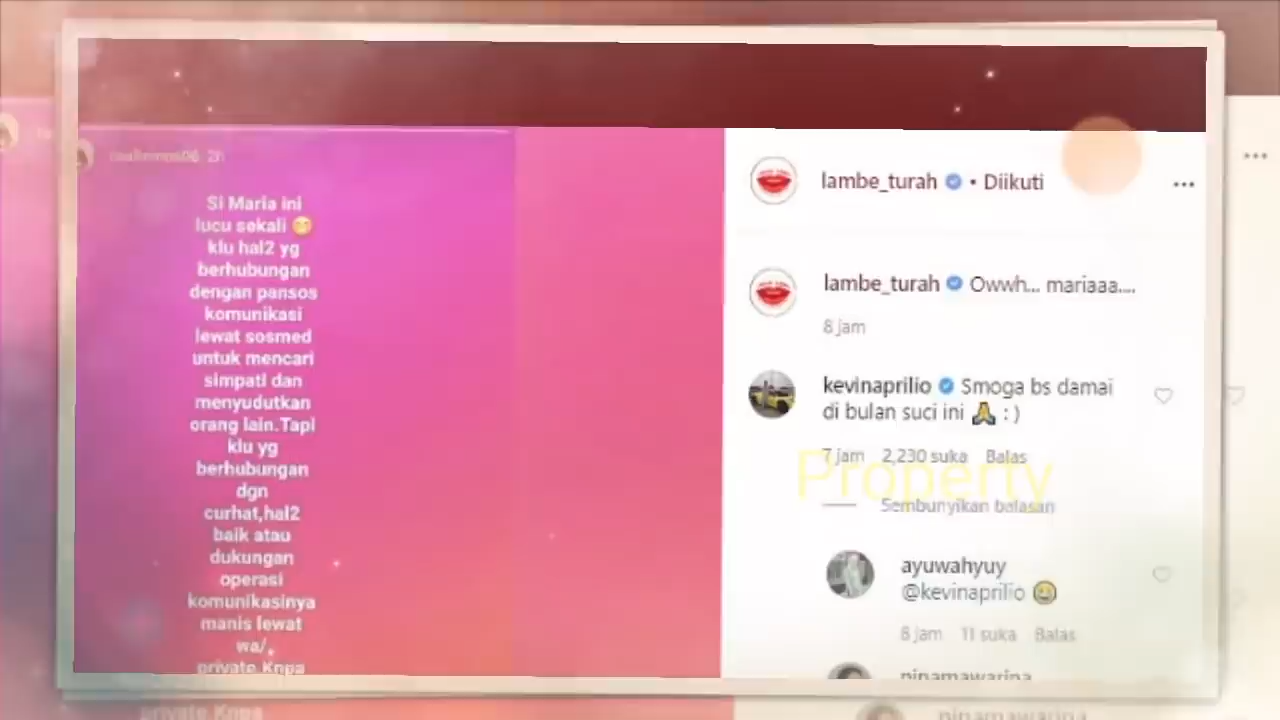 Si Maria ini
lucu sekali 🤭
klu hal2 yg
berhubungan
dengan pansos
komunikasi
lewat sosmed
untuk mencari
simpati dan
menyudutkan
orang lain.Tapi
klu yg
berhubungan
dgn
curhat,hal2
baik atau
dukungan
operasi
komunikasinya
manis lewat
wa/,
private.Knpa
lambe_turah • Diikuti
lambe_turah Owwh... mariaaa....
8 jam
kevinaprilio Smoga bs damai
di bulan suci ini 🙏 : )
7 jam 2,230 suka Balas
Property
Sembunyikan balasan
ayuwahyuy
@kevinaprilio 😀
8 jam 11 suka Balas
ninamawarina